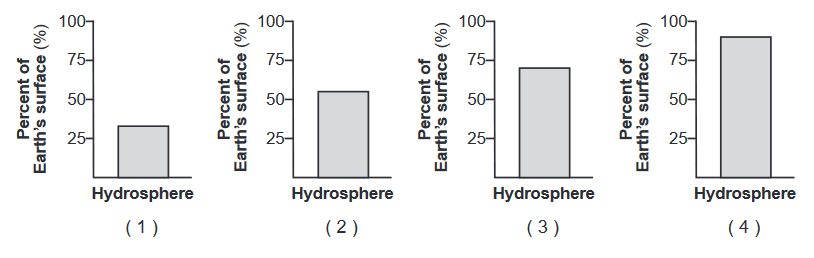 Percent of
Earth's surface (%)
100
75
50
25
Hydrosphere
( 1 )
Percent of
Earth's surface (%)
100
75
50
25
Hydrosphere
( 2 )
Percent of
Earth's surface (%)
100
75
50
25
Hydrosphere
( 3 )
Percent of
Earth's surface (%)
100
75
50
25
Hydrosphere
( 4 )